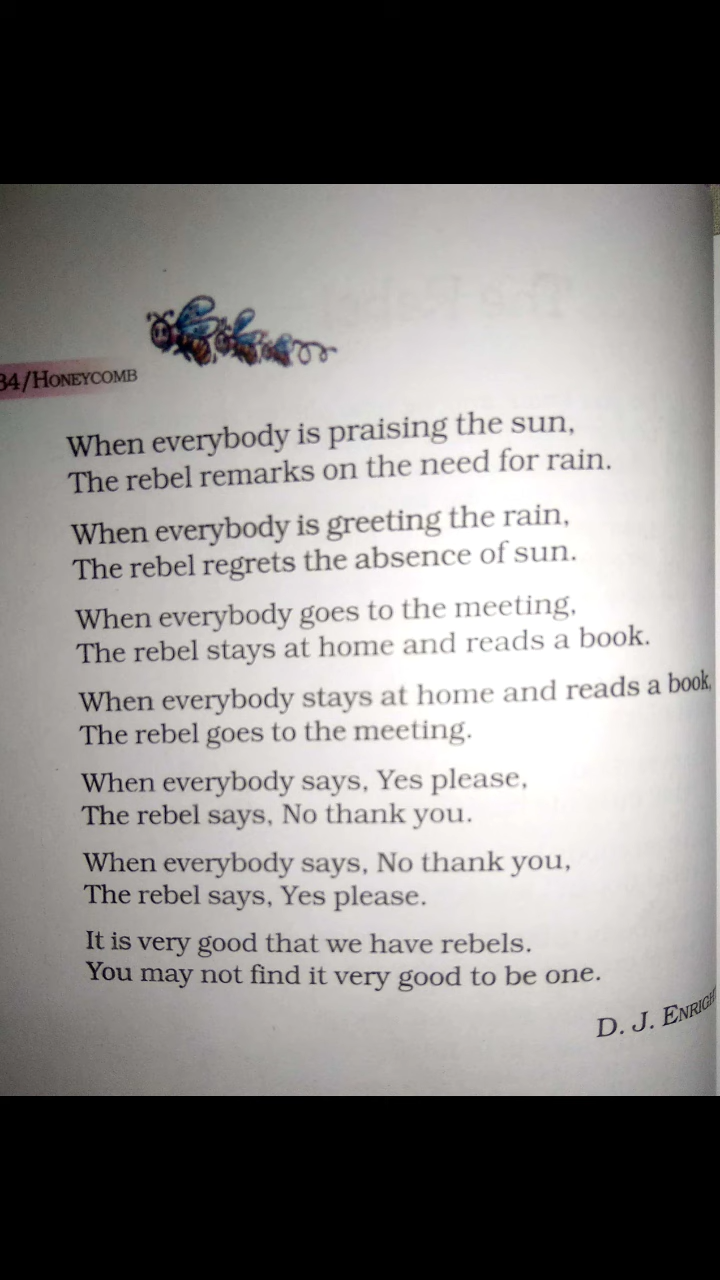 34/HONEYCOMB
When everybody is praising the sun,
The rebel remarks on the need for rain.
When everybody is greeting the rain,
The rebel regrets the absence of sun.
When everybody goes to the meeting,
The rebel stays at home and reads a book.
When everybody stays at home and reads a book,
The rebel goes to the meeting.
When everybody says, Yes please,
The rebel says, No thank you.
When everybody says, No thank you,
The rebel says, Yes please.
It is very good that we have rebels.
You may not find it very good to be one.
D. J. ENRIGH